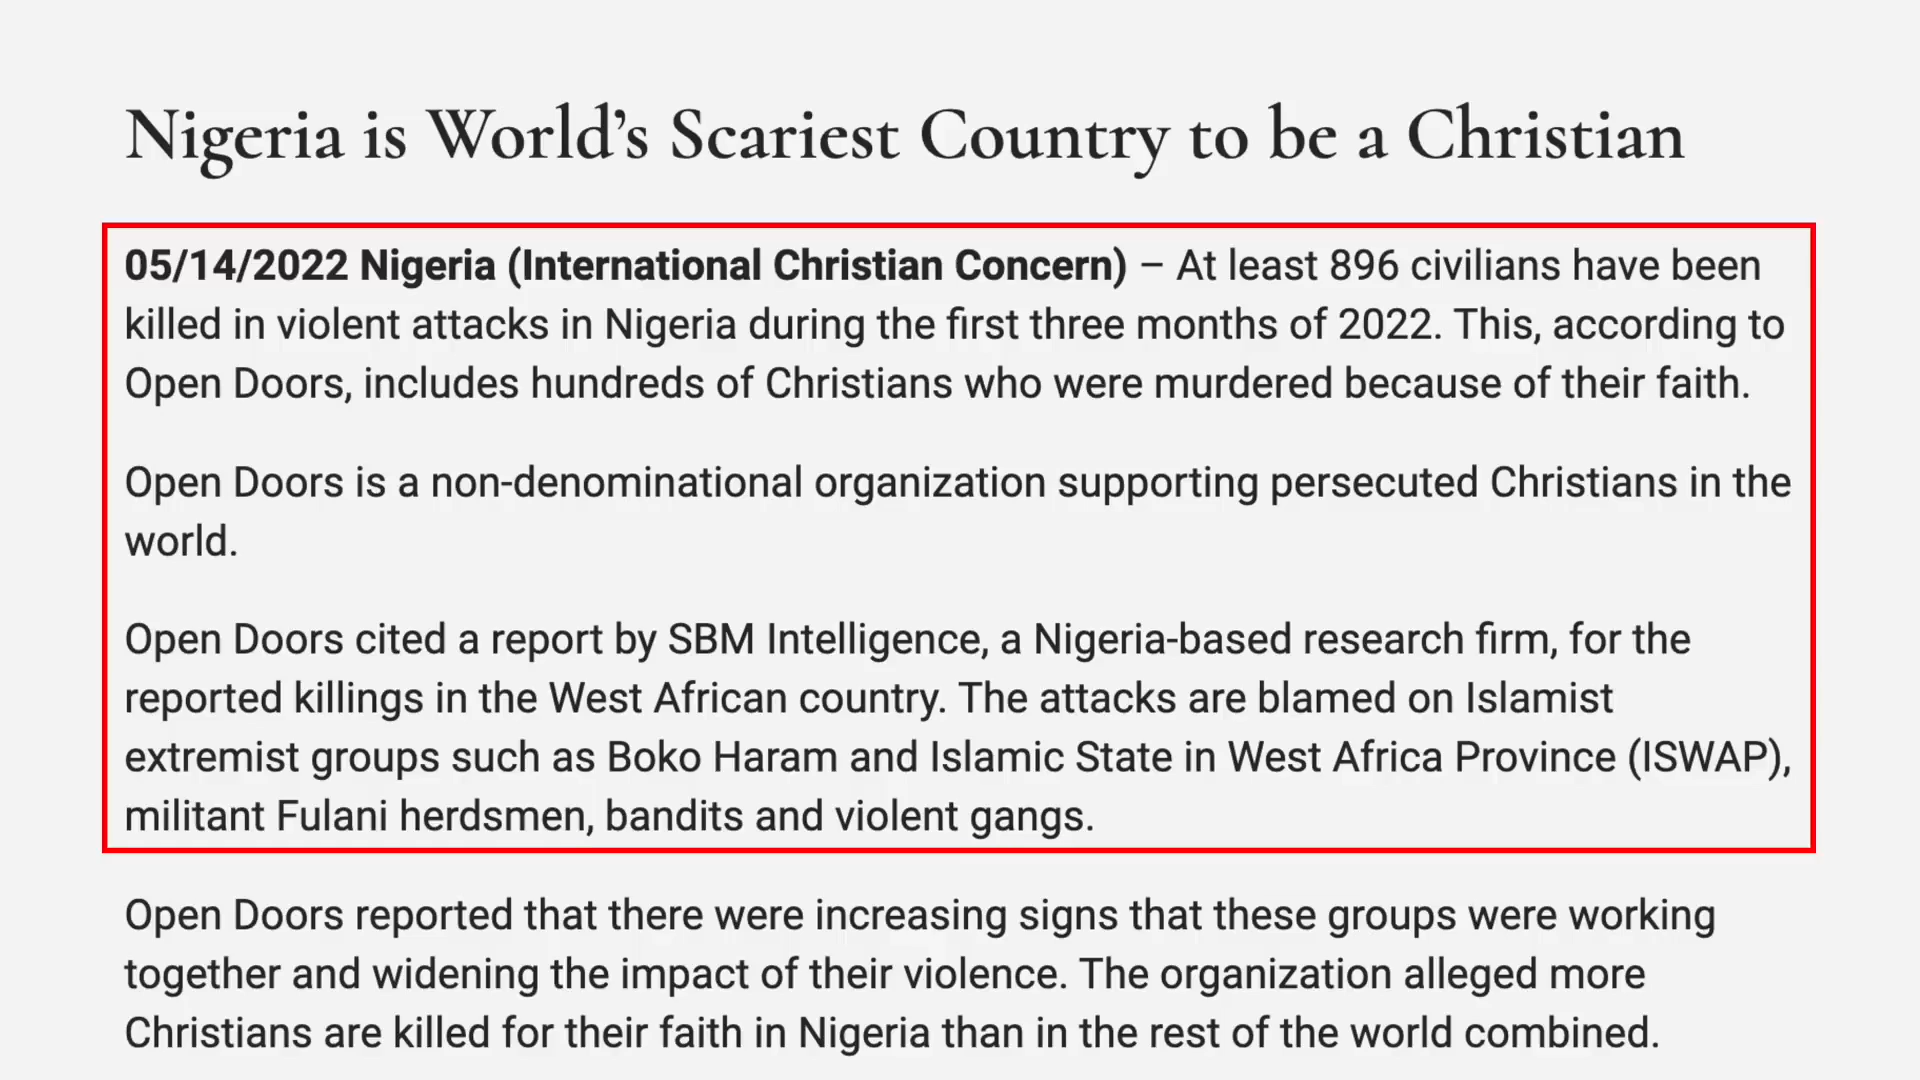 Nigeria is World’s Scariest Country to be a Christian
05/14/2022 Nigeria (International Christian Concern) – At least 896 civilians have been
killed in violent attacks in Nigeria during the first three months of 2022. This, according to
Open Doors, includes hundreds of Christians who were murdered because of their faith.
Open Doors is a non-denominational organization supporting persecuted Christians in the
world.
Open Doors cited a report by SBM Intelligence, a Nigeria-based research firm, for the
reported killings in the West African country. The attacks are blamed on Islamist
extremist groups such as Boko Haram and Islamic State in West Africa Province (ISWAP),
militant Fulani herdsmen, bandits and violent gangs.
Open Doors reported that there were increasing signs that these groups were working
together and widening the impact of their violence. The organization alleged more
Christians are killed for their faith in Nigeria than in the rest of the world combined.